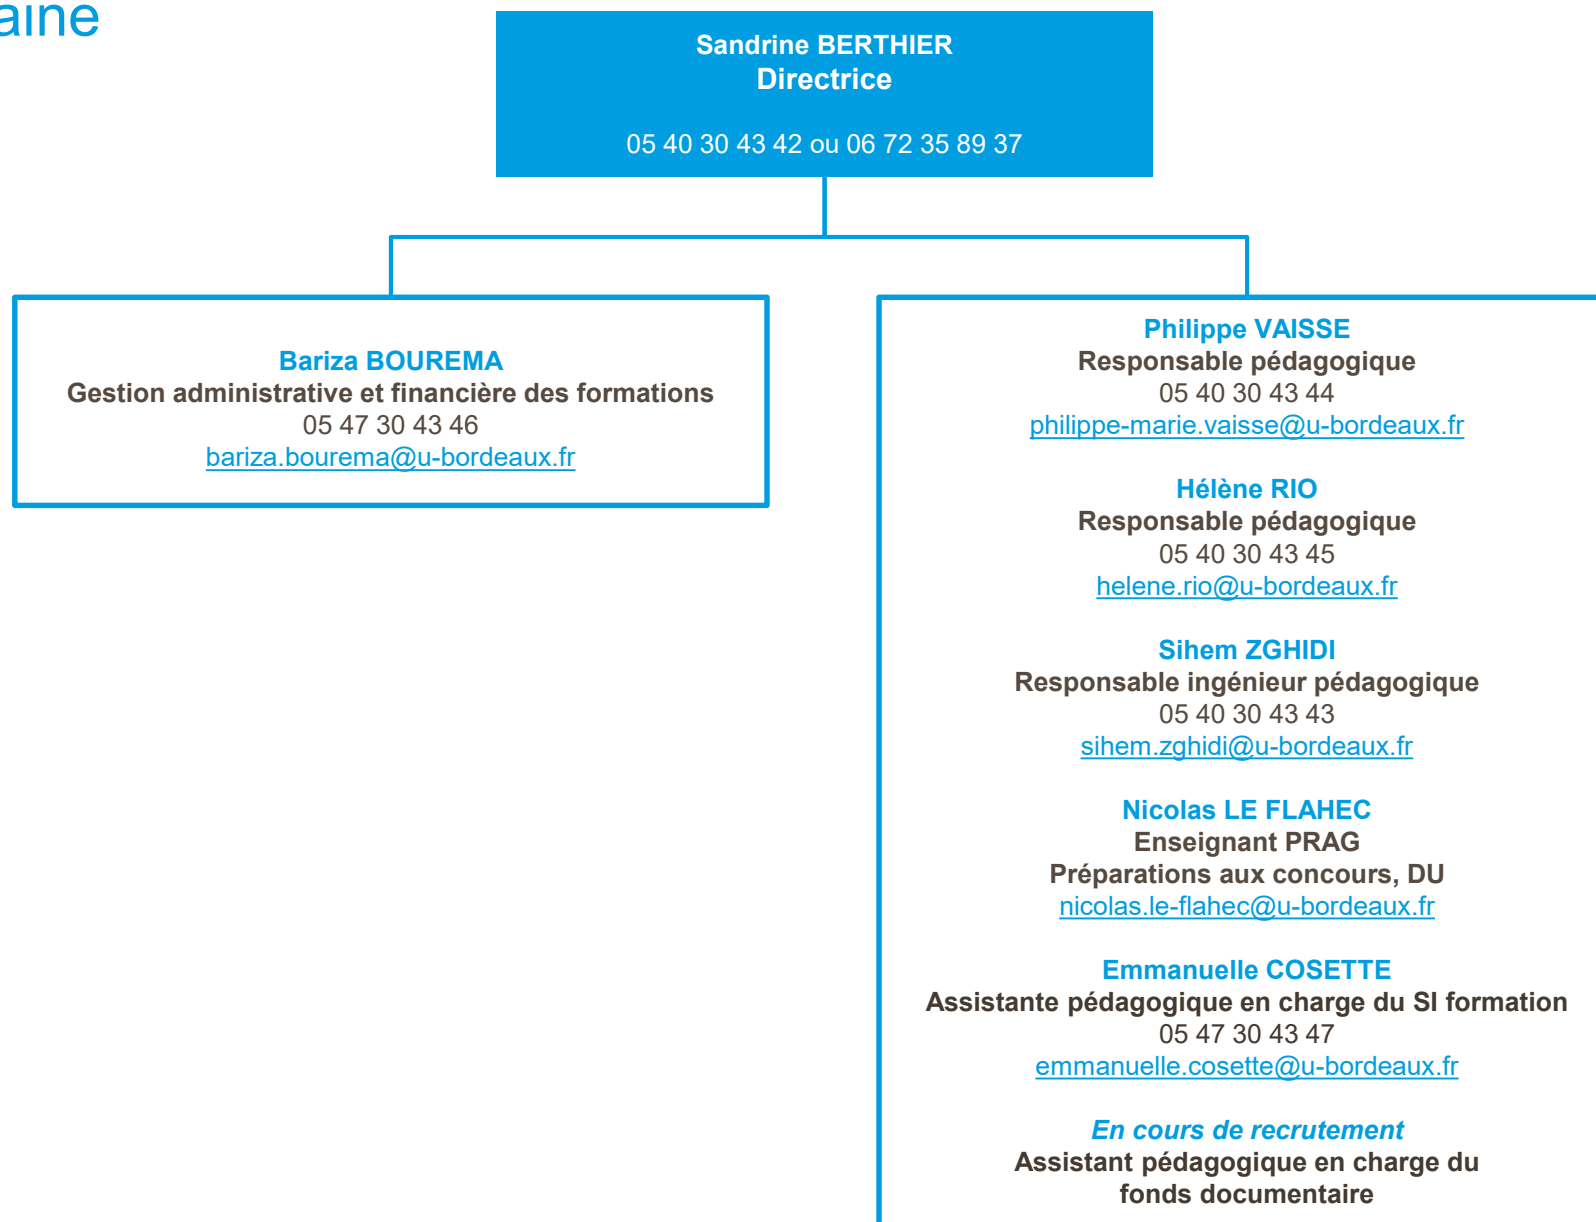 aine
Sandrine BERTHIER
Directrice
05 40 30 43 42 ou 06 72 35 89 37
Bariza BOUREMA
Gestion administrative et financière des formations
05 47 30 43 46
bariza.bourema@u-bordeaux.fr
Philippe VAISSE
Responsable pédagogique
05 40 30 43 44
philippe-marie.vaisse@u-bordeaux.fr
Hélène RIO
Responsable pédagogique
05 40 30 43 45
helene.rio@u-bordeaux.fr
Sihem ZGHIDI
Responsable ingénieur pédagogique
05 40 30 43 43
sihem.zghidi@u-bordeaux.fr
Nicolas LE FLAHEC
Enseignant PRAG
Préparations aux concours, DU
nicolas.le-flahec@u-bordeaux.fr
Emmanuelle COSETTE
Assistante pédagogique en charge du SI formation
05 47 30 43 47
emmanuelle.cosette@u-bordeaux.fr
En cours de recrutement
Assistant pédagogique en charge du
fonds documentaire